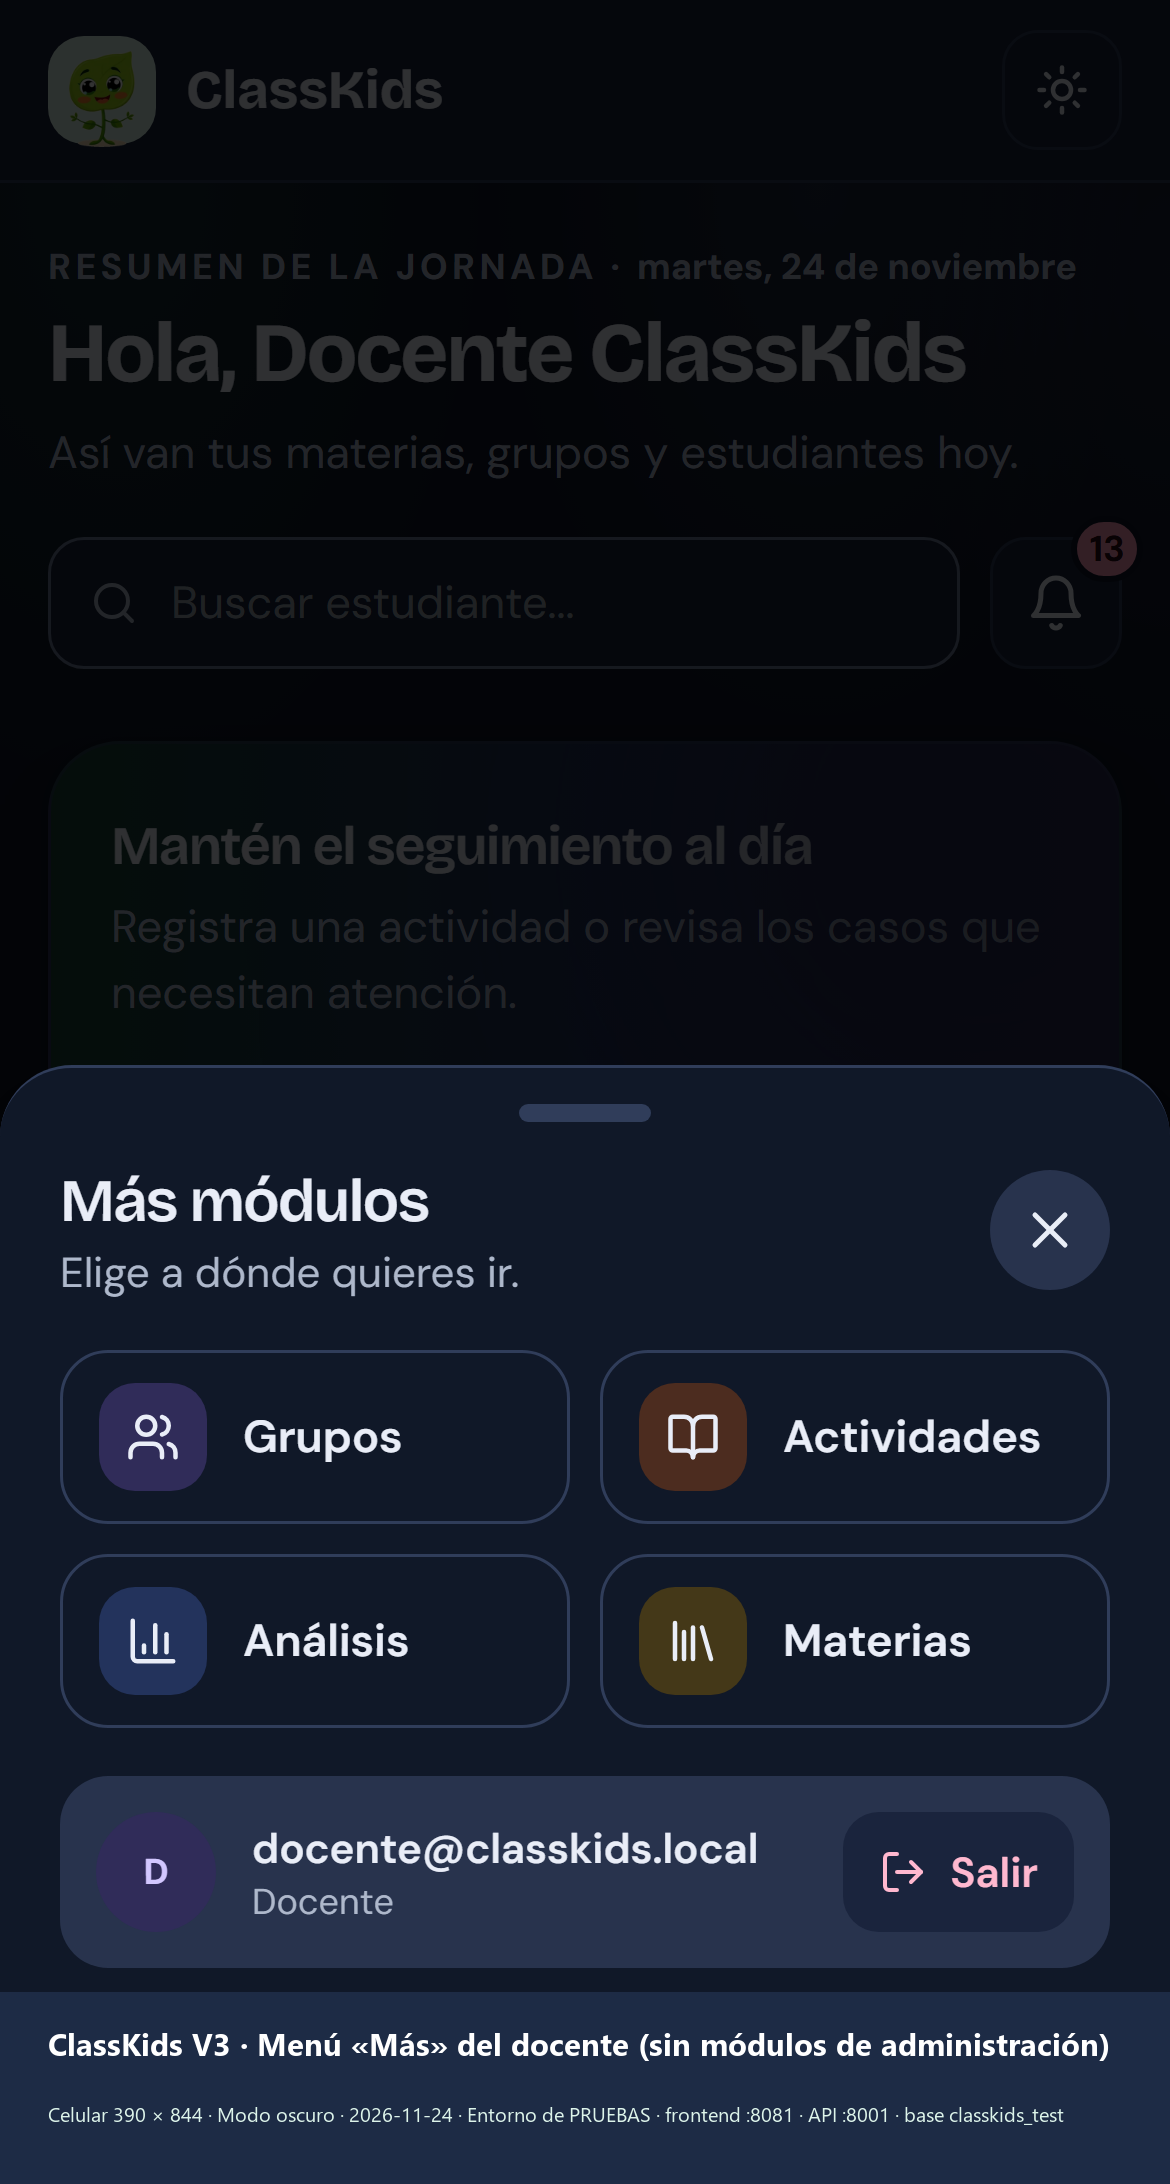 ClassKids
RESUMEN DE LA JORNADA · martes, 24 de noviembre
Hola, Docente ClassKids
Así van tus materias, grupos y estudiantes hoy.
13
Buscar estudiante...
Mantén el seguimiento al día
Registra una actividad o revisa los casos que
necesitan atención.
Más módulos
Elige a dónde quieres ir.
Grupos
Actividades
Análisis
Materias
D
docente@classkids.local
Docente
Salir
ClassKids V3 · Menú «Más» del docente (sin módulos de administración)
Celular 390 × 844 · Modo oscuro · 2026-11-24 · Entorno de PRUEBAS · frontend :8081 · API :8001 · base classkids_test